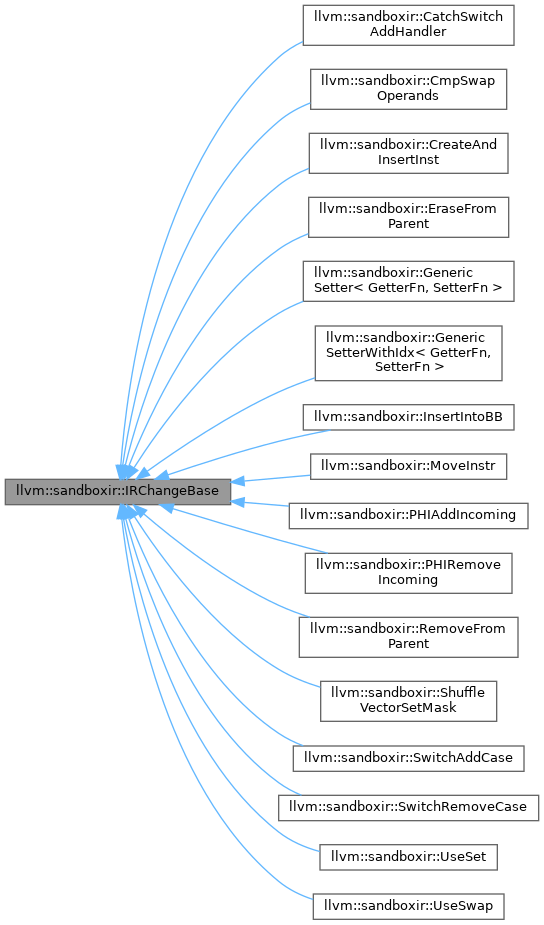 llvm::sandboxir::CatchSwitch
AddHandler
llvm::sandboxir::CmpSwap
Operands
llvm::sandboxir::CreateAnd
InsertInst
llvm::sandboxir::EraseFrom
Parent
llvm::sandboxir::Generic
Setter< GetterFn, SetterFn >
llvm::sandboxir::Generic
SetterWithIdx< GetterFn,
SetterFn >
llvm::sandboxir::InsertIntoBB
llvm::sandboxir::MoveInstr
llvm::sandboxir::IRChangeBase
llvm::sandboxir::PHIAddIncoming
llvm::sandboxir::PHIRemove
Incoming
llvm::sandboxir::RemoveFrom
Parent
llvm::sandboxir::Shuffle
VectorSetMask
llvm::sandboxir::SwitchAddCase
llvm::sandboxir::SwitchRemoveCase
llvm::sandboxir::UseSet
llvm::sandboxir::UseSwap